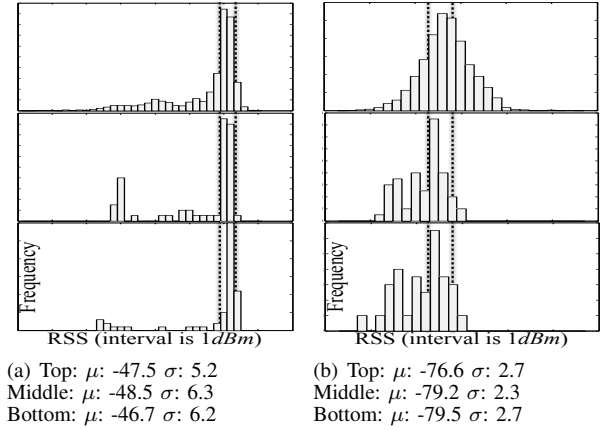 Frequency
Frequency
RSS (interval is 1dBm)
RSS (interval is 1dBm)
(a) Top: μ: -47.5 σ: 5.2
Middle: μ: -48.5 σ: 6.3
Bottom: μ: -46.7 σ: 6.2
(b) Top: μ: -76.6 σ: 2.7
Middle: μ: -79.2 σ: 2.3
Bottom: μ: -79.5 σ: 2.7